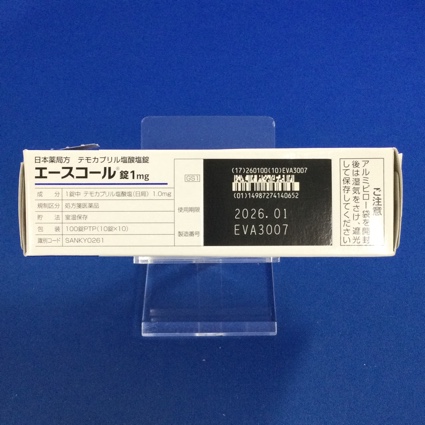 日本薬局方 テモカプリル塩酸塩錠
エースコール錠1mg
成 分 1錠中 テモカプリル塩酸塩(日局) 1.0mg
規制区分 処方箋医薬品
貯 法 室温保存
包 装 100錠PTP(10錠×10)
識別コード SANKYO261
GS1
使用期限
製造番号
(17)260100(10)EVA3007
(01)14987274140652
2026.01
EVA3007
ご注意
アルミピロー袋を開封
後は湿気をさけ、遮光
して保存してください